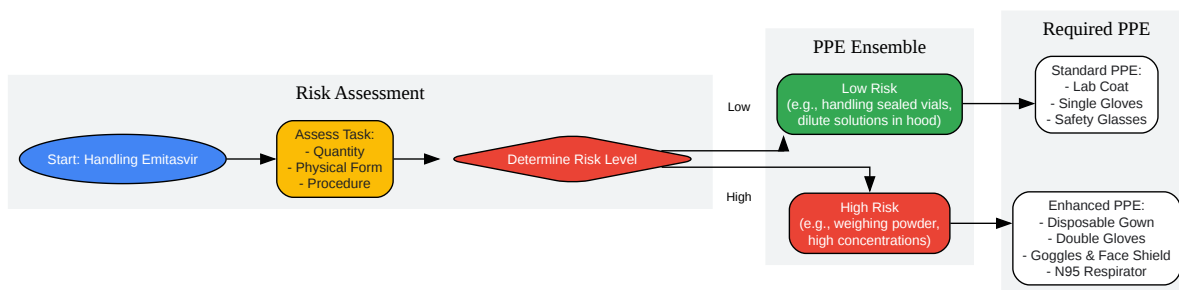 Risk Assessment
Start: Handling Emitasvir
Assess Task:
- Quantity
- Physical Form
- Procedure
Determine Risk Level
Low
High
PPE Ensemble
Low Risk
(e.g., handling sealed vials,
dilute solutions in hood)
High Risk
(e.g., weighing powder,
high concentrations)
Required PPE
Standard PPE:
- Lab Coat
- Single Gloves
- Safety Glasses
Enhanced PPE:
- Disposable Gown
- Double Gloves
- Goggles & Face Shield
- N95 Respirator